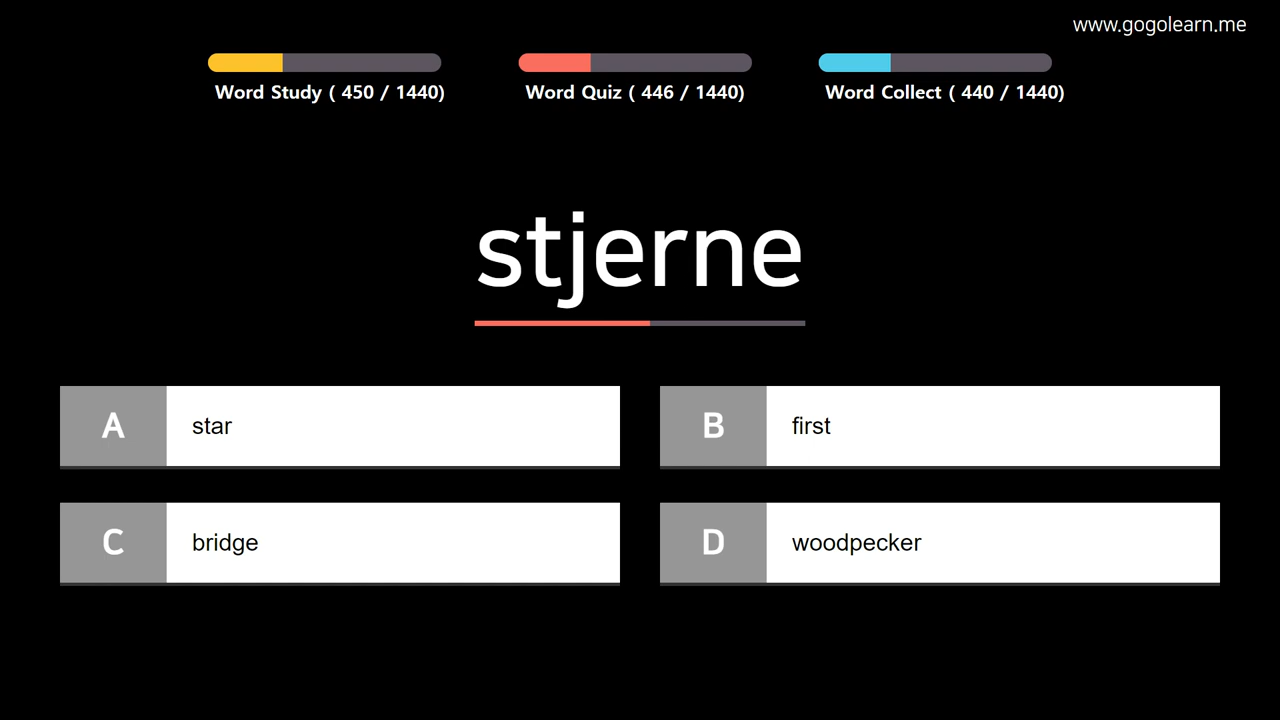 www.gogolearn.me
Word Study ( 450 / 1440)
Word Quiz ( 446 / 1440)
Word Collect ( 440 / 1440)
stjerne
A star
B first
C bridge
D woodpecker